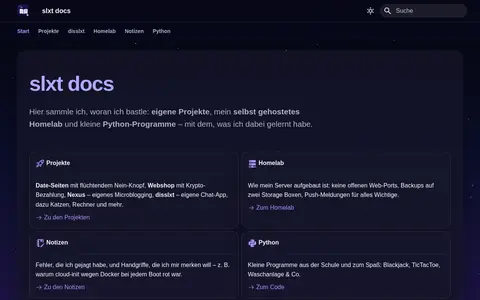 slxt docs
Suche
Start Projekte disslxt Homelab Notizen Python
slxt docs
Hier sammle ich, woran ich bastle: eigene Projekte, mein selbst gehostetes
Homelab und kleine Python-Programme – mit dem, was ich dabei gelernt habe.
Projekte
Date-Seiten mit flüchtendem Nein-Knopf, Webshop mit Krypto-
Bezahlung, Nexus – eigenes Microblogging, disslxt – eigene Chat-App,
dazu Katzen, Rechner und mehr.
→ Zu den Projekten
Homelab
Wie mein Server aufgebaut ist: keine offenen Web-Ports, Backups auf
zwei Storage Boxen, Push-Meldungen für alles Wichtige.
→ Zum Homelab
Notizen
Fehler, die ich gejagt habe, und Handgriffe, die ich mir merken will – z. B.
warum cloud-init wegen Docker bei jedem Boot rot war.
→ Zu den Notizen
Python
Kleine Programme aus der Schule und zum Spaß: Blackjack, TicTacToe,
Waschanlage & Co.
→ Zum Code